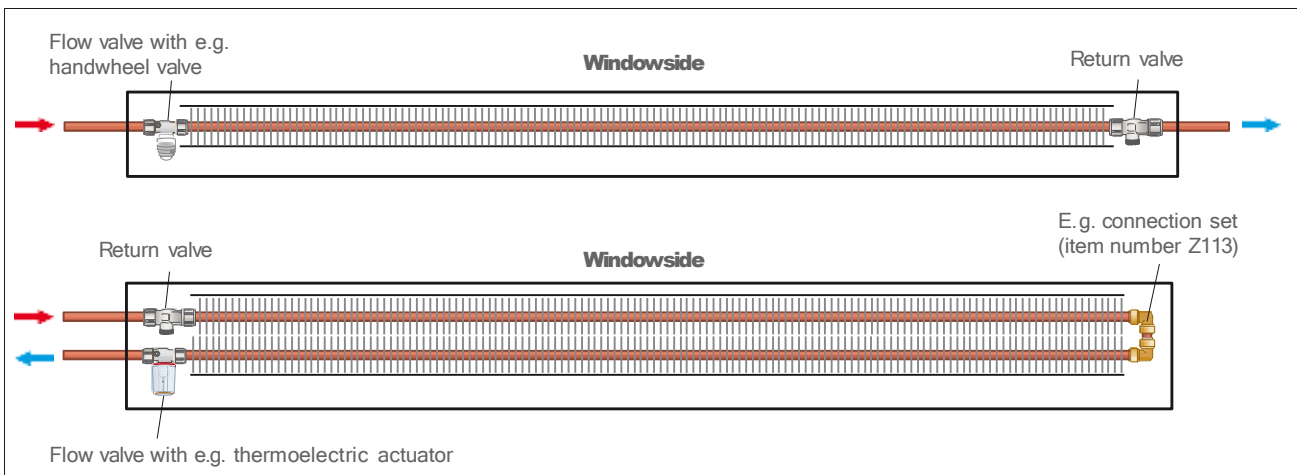 Flow valve with e.g.
handwheel valve
Windowside
Return valve
E.g. connection set
(item number Z113)
Return valve
Windowside
Flow valve with e.g. thermoelectric actuator